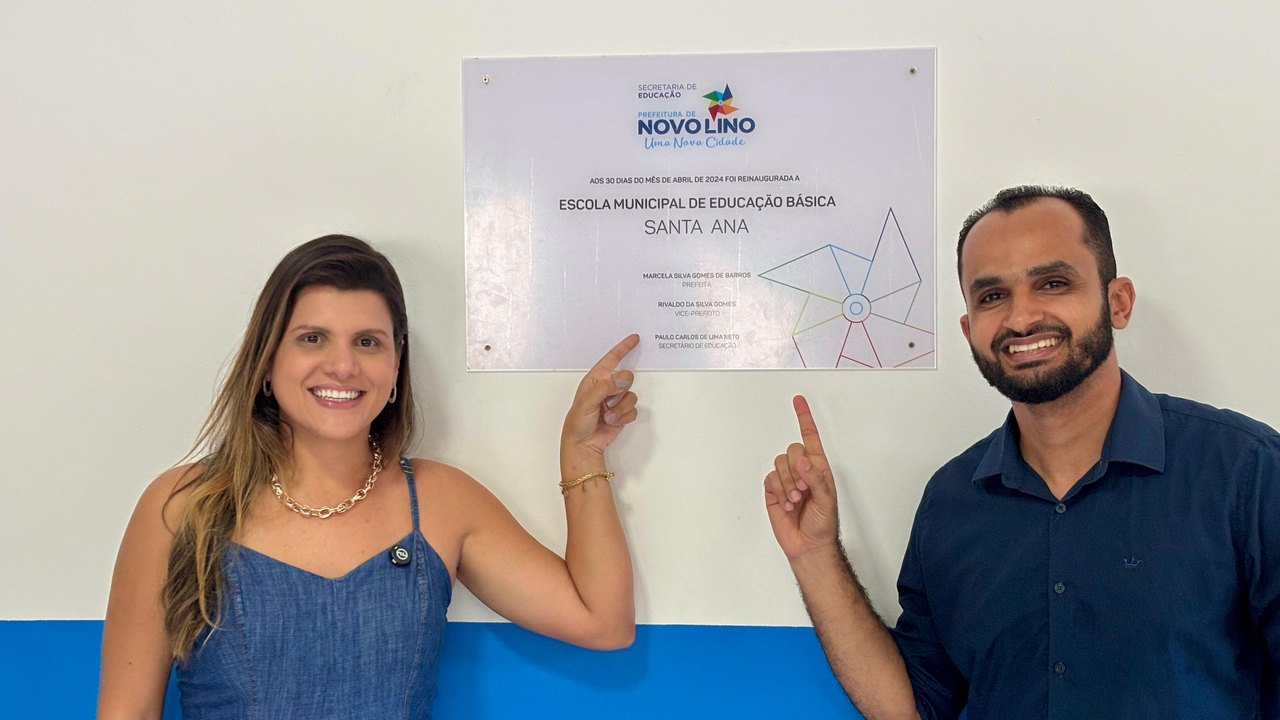 SECRETARIA DE
EDUCAÇÃO
PREFEITURA DE
NOVO LINO
Uma Nova Cidade
AOS 30 DIAS DO MÊS DE ABRIL DE 2024 FOI REINAUGURADA A
ESCOLA MUNICIPAL DE EDUCAÇÃO BÁSICA
SANTA ANA
MARCELA SILVA GOMES DE BARROS
PREFEITA
RIVALDO DA SILVA GOMES
VICE-PREFEITO
PAULO CARLOS DE LIMA NETO
SECRETÁRIO DE EDUCAÇÃO